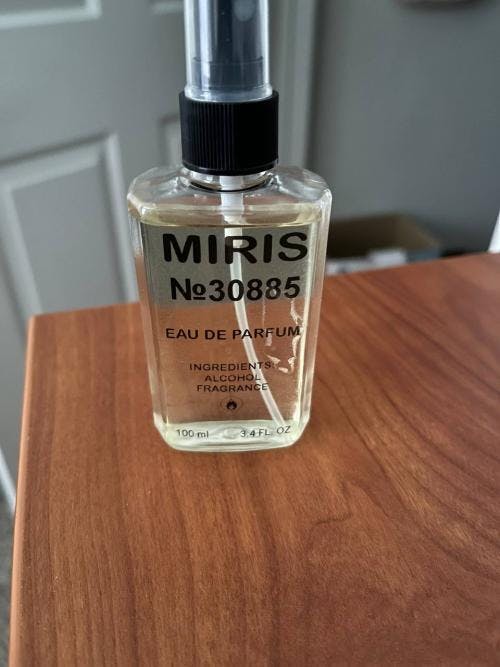 MIRIS
№30885
EAU DE PARFUM
INGREDIENTS:
ALCOHOL
FRAGRANCE
100 ml 3.4 FL. OZ